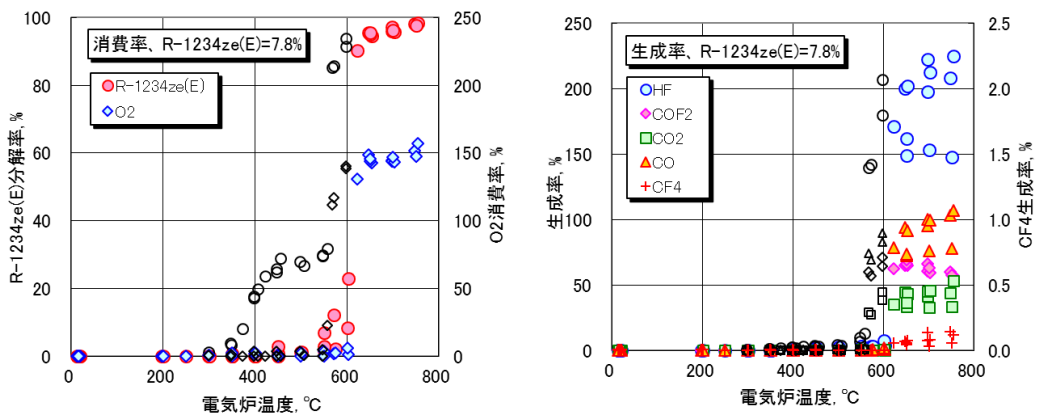 消費率、R-1234ze(E)=7.8%
R-1234ze(E)
O2
R-1234ze(E)分解率, %
100
80
60
40
20
0
O2消費率, %
250
200
150
100
50
0
0
200
400
600
800
電気炉温度, ℃
生成率、R-1234ze(E)=7.8%
HF
COF2
CO2
CO
CF4
生成率, %
250
200
150
100
50
0
CF4生成率, %
2.5
2.0
1.5
1.0
0.5
0.0
0
200
400
600
800
電気炉温度, ℃